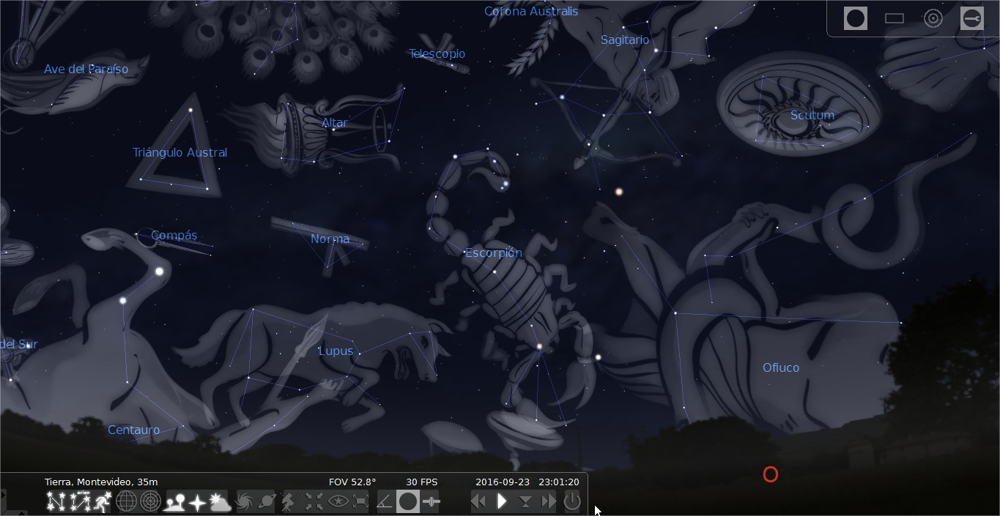 Corona Australis
Sagitario
Telescopio
Ave del Paraíso
Scutum
Altar
Triángulo Austral
Compás
Norma
Escorpión
del Sur
Lupus
Ofiuco
Centauro
O
Tierra, Montevideo, 35m FOV 52.8° 30 FPS 2016-09-23 23:01:20
orion